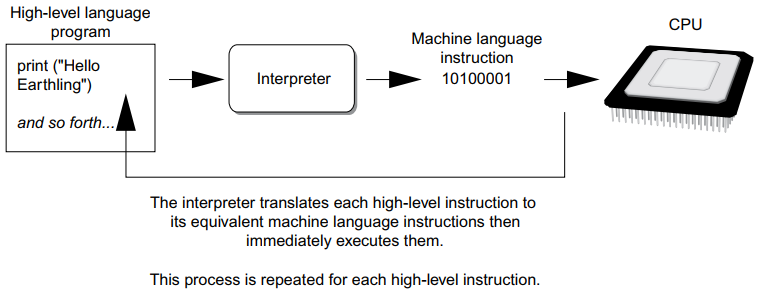 High-level language
program
print ("Hello
Earthling")
and so forth...
Interpreter
Machine language
instruction
10100001
CPU
The interpreter translates each high-level instruction to
its equivalent machine language instructions then
immediately executes them.
This process is repeated for each high-level instruction.